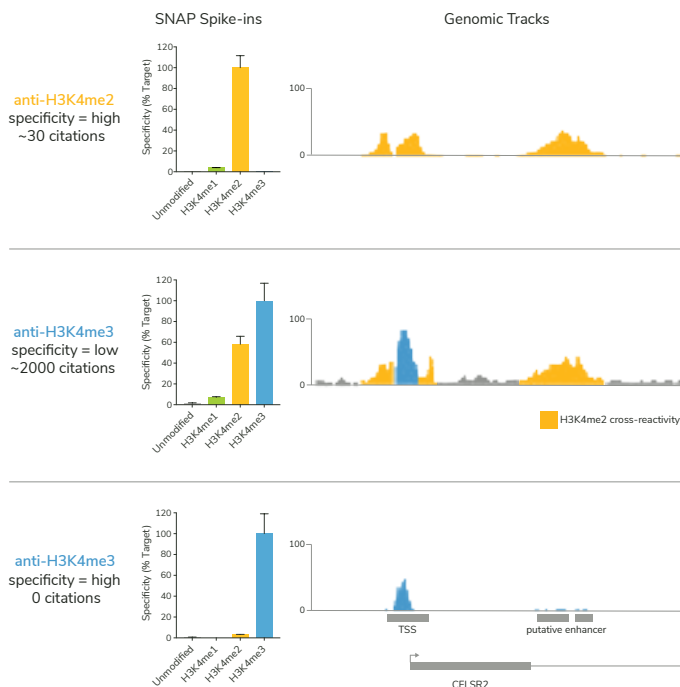 SNAP Spike-ins
Genomic Tracks
anti-H3K4me2
specificity = high
~30 citations
Specificity (% Target)
120
100
80
60
40
20
0
Unmodified
H3K4me1
H3K4me2
H3K4me3
100
0
anti-H3K4me3
specificity = low
~2000 citations
Specificity (% Target)
120
100
80
60
40
20
0
Unmodified
H3K4me1
H3K4me2
H3K4me3
100
0
H3K4me2 cross-reactivity
anti-H3K4me3
specificity = high
0 citations
Specificity (% Target)
120
100
80
60
40
20
0
Unmodified
H3K4me1
H3K4me2
H3K4me3
100
0
TSS
putative enhancer
CELSR2